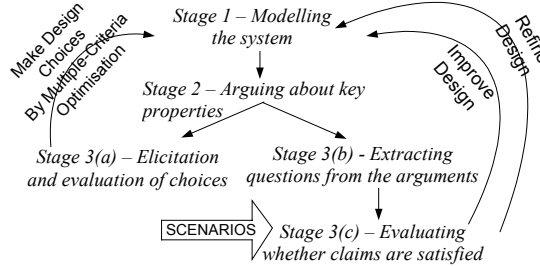 Make Design
Choices
By Multiple-Criteria
Optimisation
Stage 1 – Modelling
the system
Refine
Design
Improve
Design
Stage 2 – Arguing about key
properties
Stage 3(a) – Elicitation
and evaluation of choices
Stage 3(b) - Extracting
questions from the arguments
SCENARIOS
Stage 3(c) – Evaluating
whether claims are satisfied